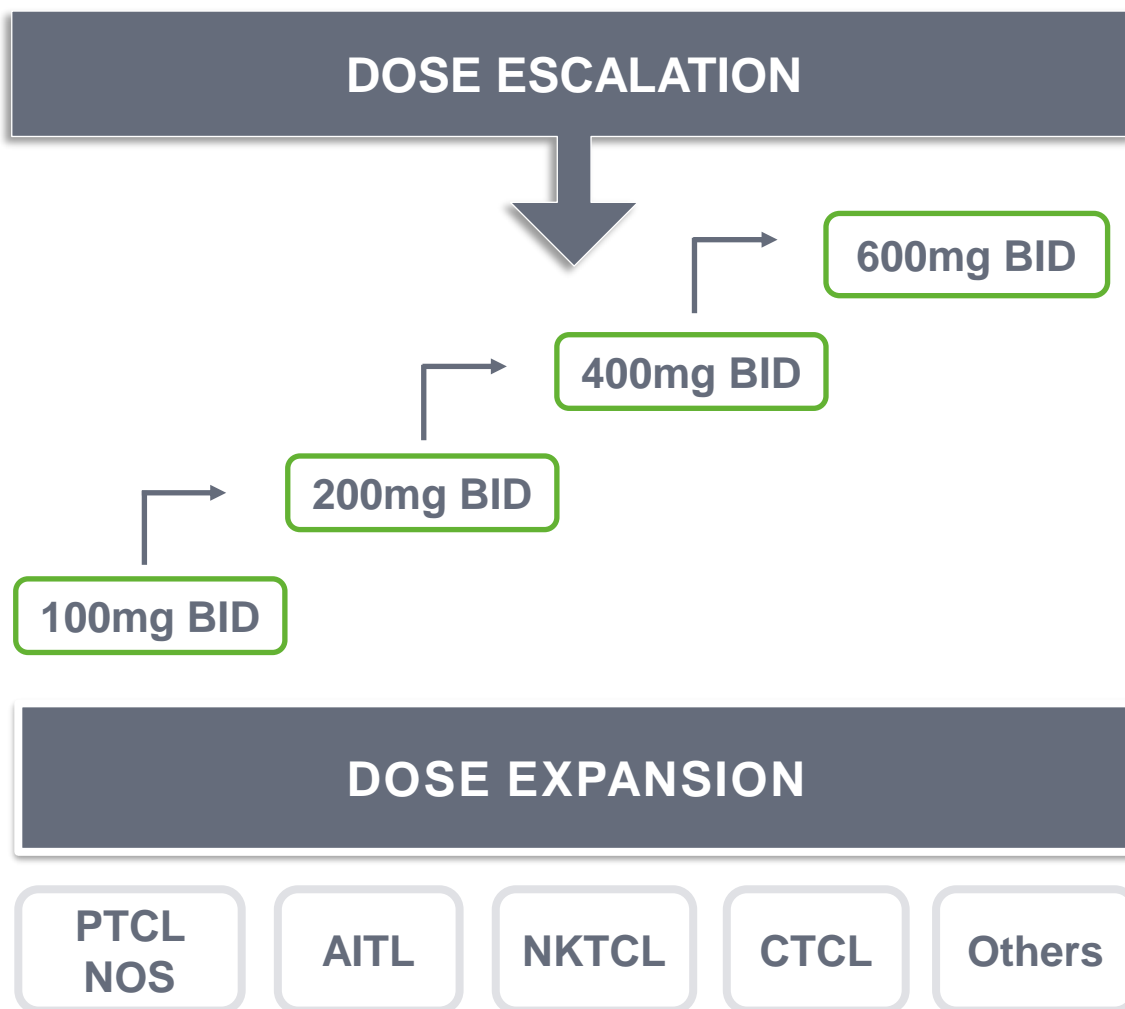 DOSE ESCALATION
600mg BID
400mg BID
200mg BID
100mg BID
DOSE EXPANSION
PTCL
NOS
AITL
NKTCL
CTCL
Others